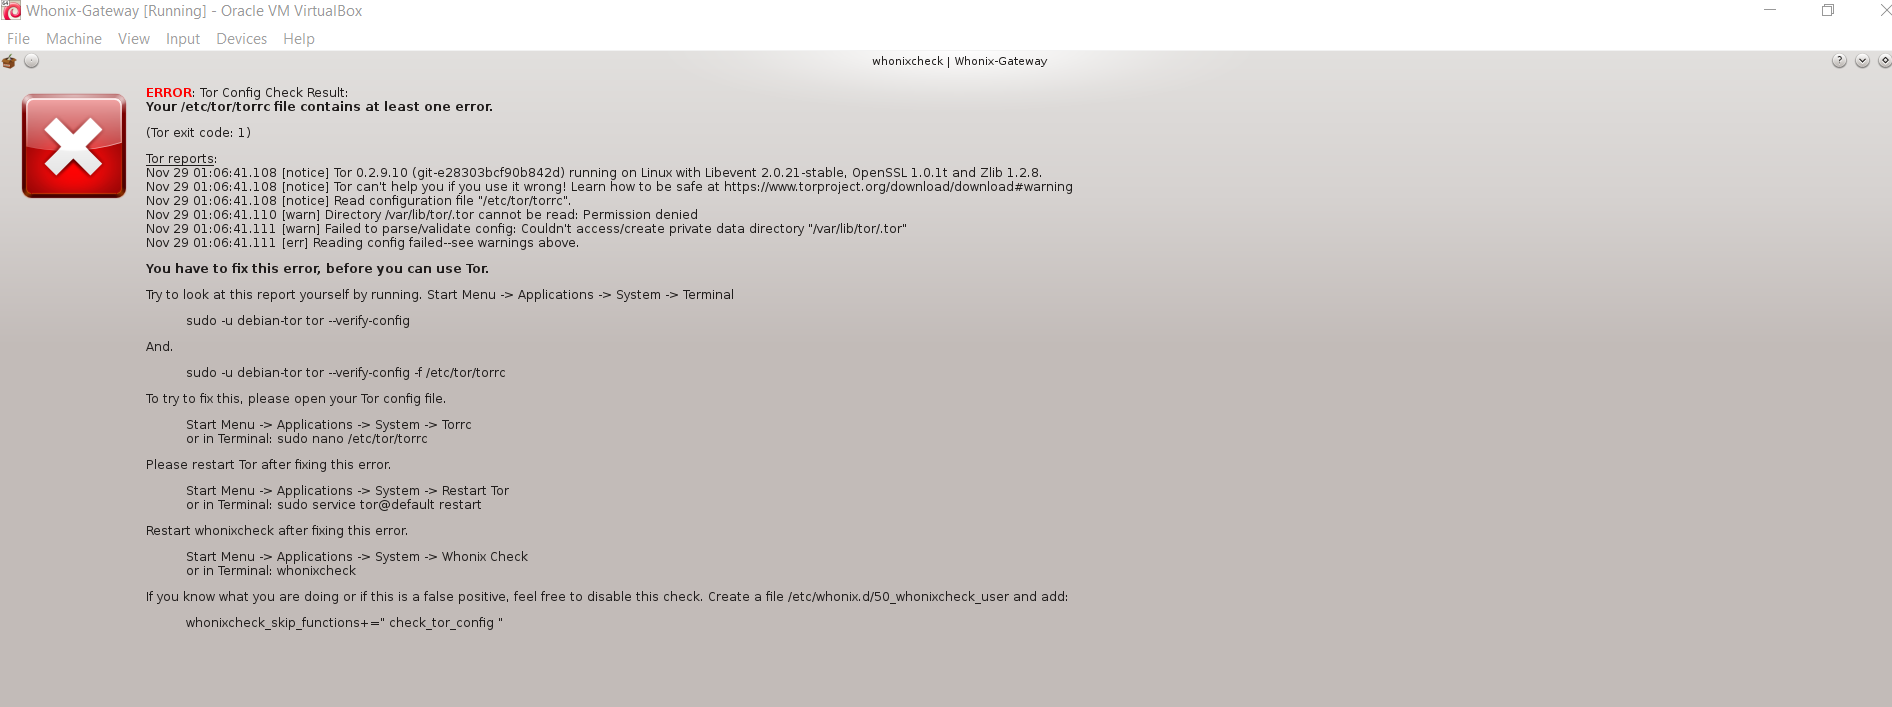 Whonix-Gateway [Running] - Oracle VM VirtualBox
File Machine View Input Devices Help
whonixcheck | Whonix-Gateway
ERROR: Tor Config Check Result:
Your /etc/tor/torrc file contains at least one error.
(Tor exit code: 1)
Tor reports:
Nov 29 01:06:41.108 [notice] Tor 0.2.9.10 (git-e28303bcf90b842d) running on Linux with Libevent 2.0.21-stable, OpenSSL 1.0.1t and Zlib 1.2.8.
Nov 29 01:06:41.108 [notice] Tor can't help you if you use it wrong! Learn how to be safe at https://www.torproject.org/download/download#warning
Nov 29 01:06:41.108 [notice] Read configuration file "/etc/tor/torrc".
Nov 29 01:06:41.110 [warn] Directory /var/lib/tor/.tor cannot be read: Permission denied
Nov 29 01:06:41.111 [warn] Failed to parse/validate config: Couldn't access/create private data directory "/var/lib/tor/.tor"
Nov 29 01:06:41.111 [err] Reading config failed--see warnings above.
You have to fix this error, before you can use Tor.
Try to look at this report yourself by running. Start Menu -> Applications -> System -> Terminal
sudo -u debian-tor tor --verify-config
And.
sudo -u debian-tor tor --verify-config -f /etc/tor/torrc
To try to fix this, please open your Tor config file.
Start Menu -> Applications -> System -> Torrc
or in Terminal: sudo nano /etc/tor/torrc
Please restart Tor after fixing this error.
Start Menu -> Applications -> System -> Restart Tor
or in Terminal: sudo service tor@default restart
Restart whonixcheck after fixing this error.
Start Menu -> Applications -> System -> Whonix Check
or in Terminal: whonixcheck
If you know what you are doing or if this is a false positive, feel free to disable this check. Create a file /etc/whonix.d/50_whonixcheck_user and add:
whonixcheck_skip_functions+=" check_tor_config "